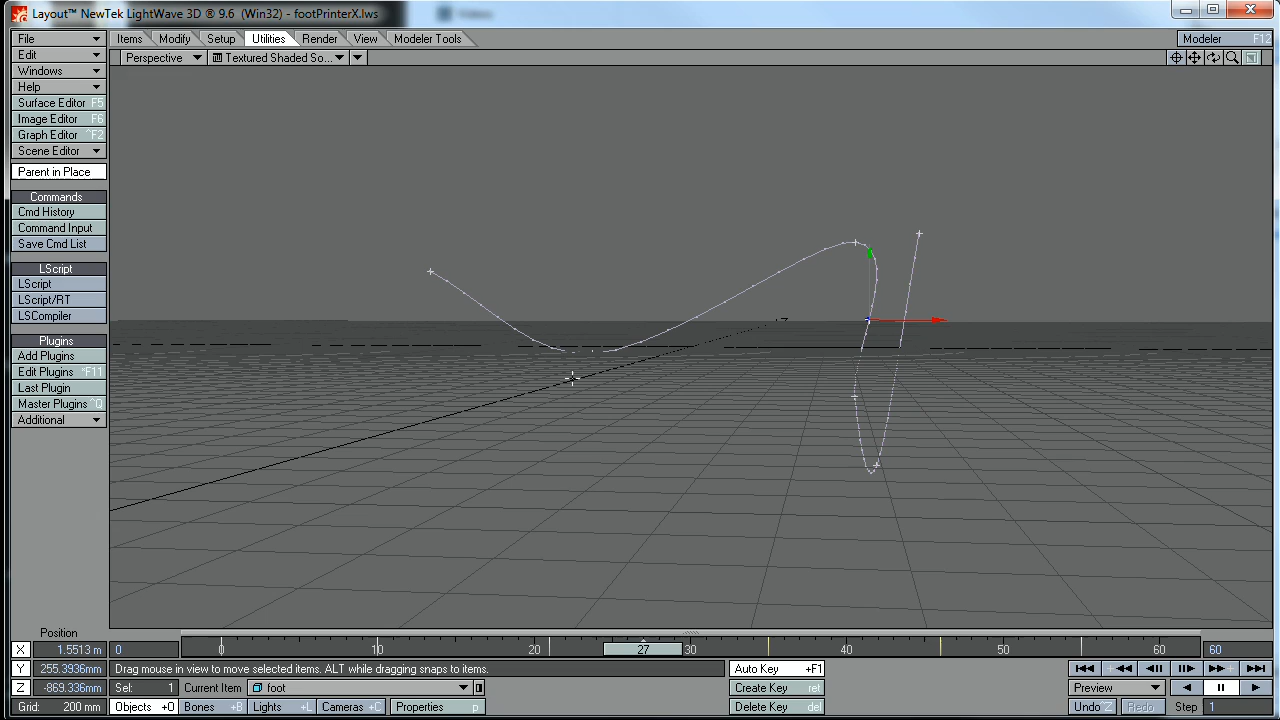 Layout™ NewTek LightWave 3D ® 9.6 (Win32) - footPrinterX.lws
File
Items Modify Setup Utilities Render View Modeler Tools
Modeler F12
Edit
Perspective Textured Shaded So...
Windows
Help
Surface Editor F5
Image Editor F6
Graph Editor ^F2
Scene Editor
Parent in Place
Commands
Cmd History
Command Input
Save Cmd List
LScript
LScript
LScript/RT
LSCompiler
Plugins
Add Plugins
Edit Plugins ^F11
Last Plugin
Master Plugins ^Q
Additional
Position
X 1.5513 m 0 0 10 20 27 30 40 50 60 60
Y 255.3936mm Drag mouse in view to move selected items. ALT while dragging snaps to items. Auto Key +F1
Z -869.336mm Sel: 1 Current Item foot Create Key ret Preview
Grid: 200 mm Objects +O Bones +B Lights +L Cameras +C Properties p Delete Key del Undo^Z Redo Step 1